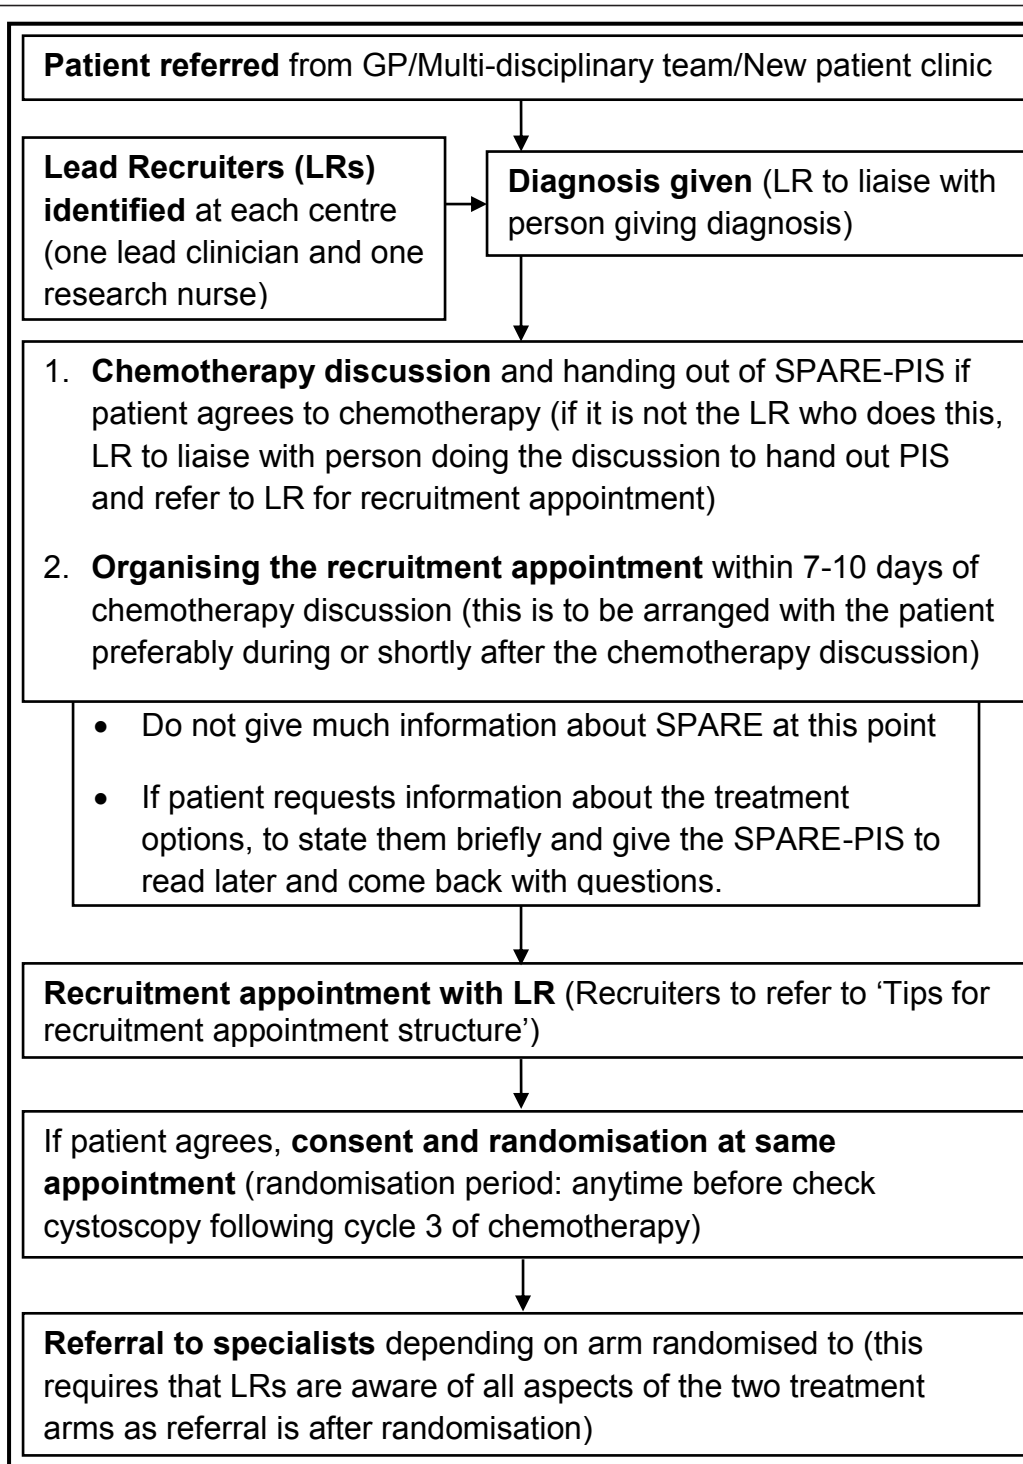 Patient referred from GP/Multi-disciplinary team/New patient clinic
Lead Recruiters (LRs)
identified at each centre
(one lead clinician and one
research nurse)
Diagnosis given (LR to liaise with
person giving diagnosis)
1. Chemotherapy discussion and handing out of SPARE-PIS if
patient agrees to chemotherapy (if it is not the LR who does this,
LR to liaise with person doing the discussion to hand out PIS
and refer to LR for recruitment appointment)
2. Organising the recruitment appointment within 7-10 days of
chemotherapy discussion (this is to be arranged with the patient
preferably during or shortly after the chemotherapy discussion)
• Do not give much information about SPARE at this point
• If patient requests information about the treatment
options, to state them briefly and give the SPARE-PIS to
read later and come back with questions.
Recruitment appointment with LR (Recruiters to refer to ‘Tips for
recruitment appointment structure’)
If patient agrees, consent and randomisation at same
appointment (randomisation period: anytime before check
cystoscopy following cycle 3 of chemotherapy)
Referral to specialists depending on arm randomised to (this
requires that LRs are aware of all aspects of the two treatment
arms as referral is after randomisation)